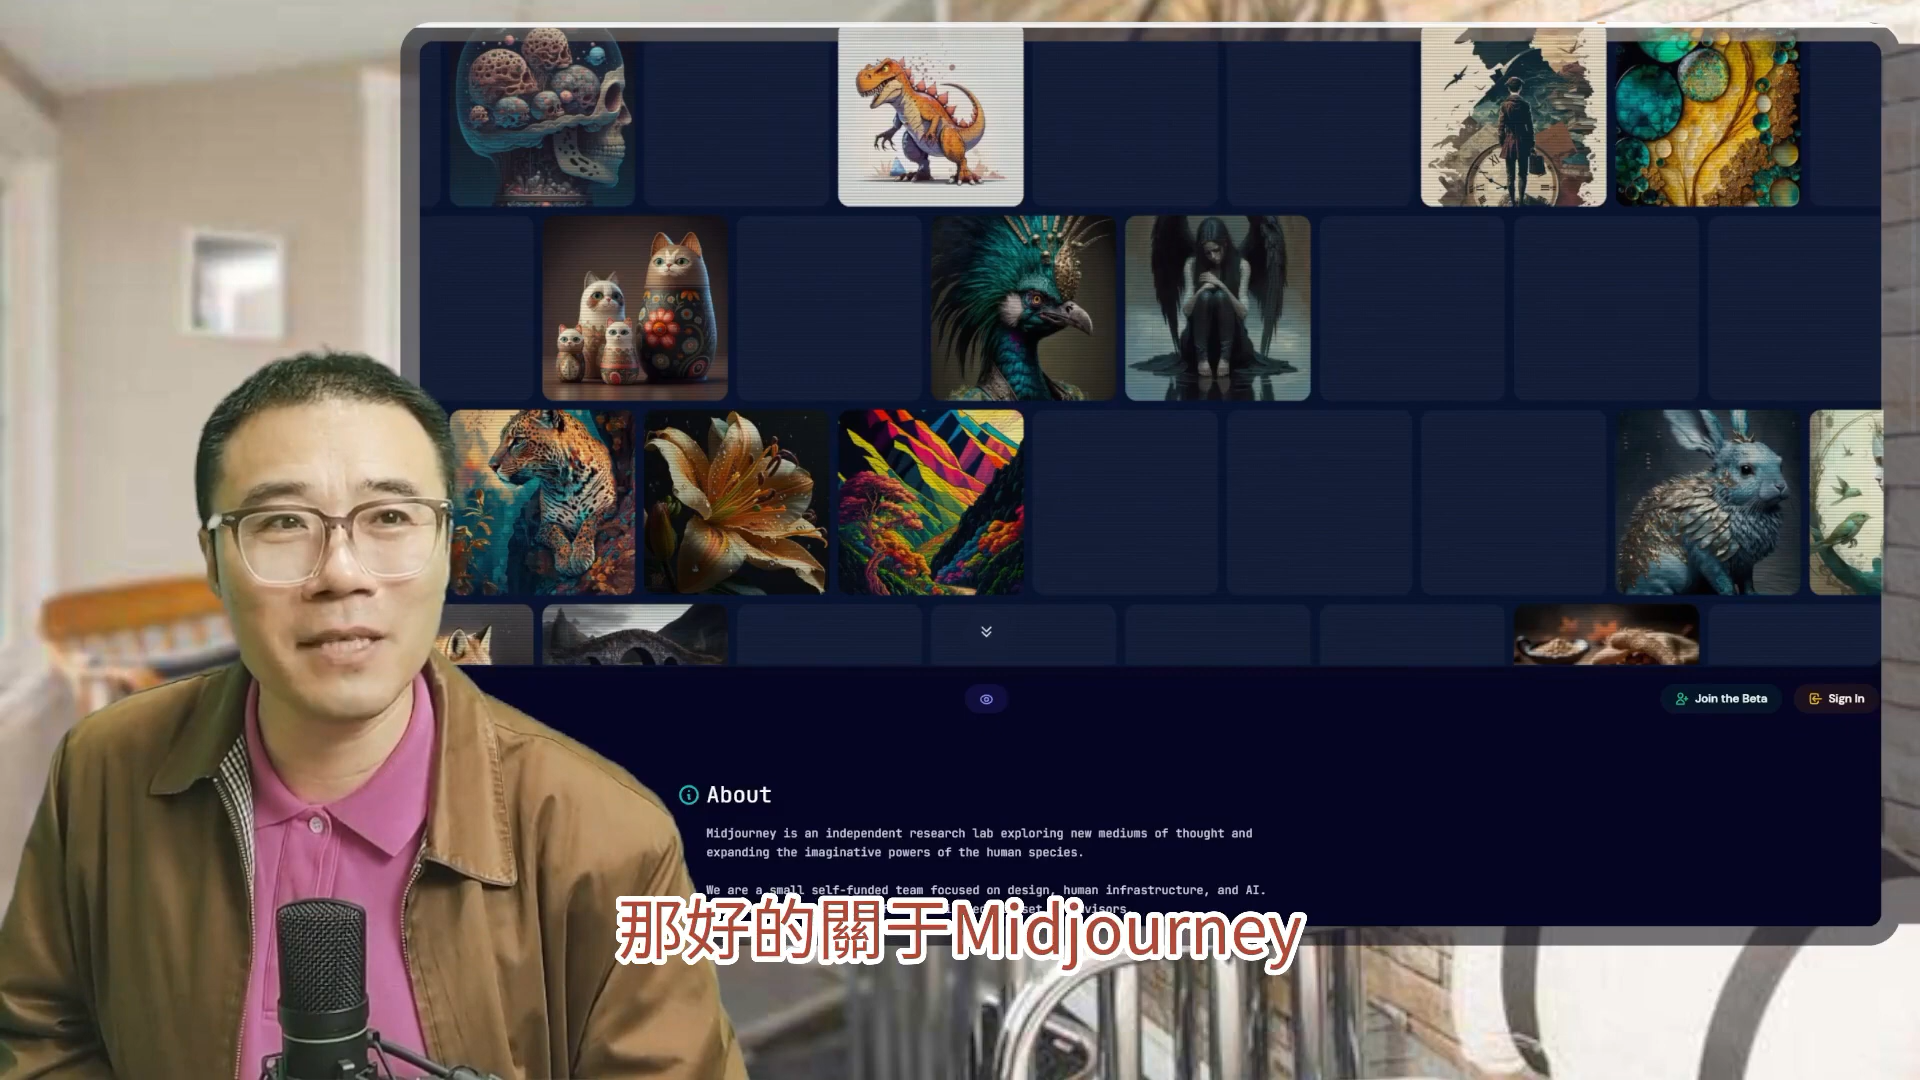 Join the Beta
Sign In
About
Midjourney is an independent research lab exploring new mediums of thought and
expanding the imaginative powers of the human species.
We are a small self-funded team focused on design, human infrastructure, and AI.
那好的關于Midjourney